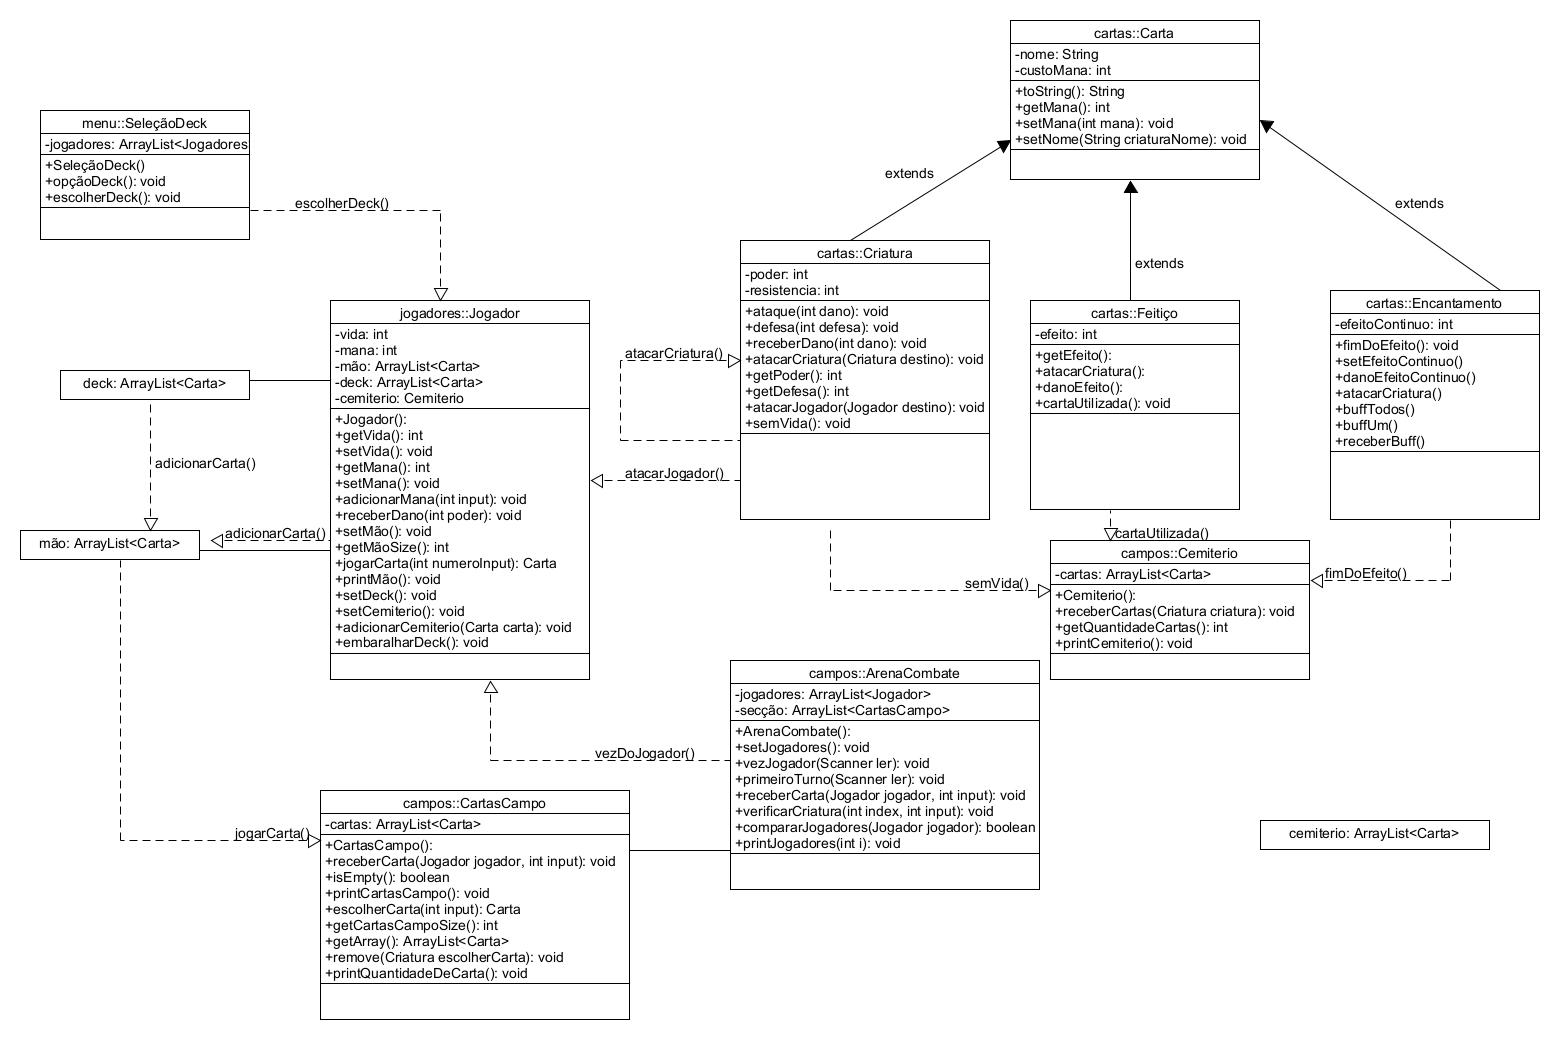 cartas::Carta
-nome: String
-custoMana: int
+toString(): String
+getMana(): int
+setMana(int mana): void
+setNome(String criaturaNome): void
menu::SeleçãoDeck
-jogadores: ArrayList<Jogadores
+SeleçãoDeck()
+opçãoDeck(): void
+escolherDeck(): void
escolherDeck()
extends
extends
extends
cartas::Criatura
-poder: int
-resistencia: int
+ataque(int dano): void
+defesa(int defesa): void
+receberDano(int dano): void
+atacarCriatura(Criatura destino): void
+getPoder(): int
+getDefesa(): int
+atacarJogador(Jogador destino): void
+semVida(): void
cartas::Feitiço
-efeito: int
+getEfeito():
+atacarCriatura():
+danoEfeito():
+cartaUtilizada(): void
cartas::Encantamento
-efeitoContinuo: int
+fimDoEfeito(): void
+setEfeitoContinuo()
+danoEfeitoContinuo()
+atacarCriatura()
+buffTodos()
+buffUm()
+receberBuff()
jogadores::Jogador
-vida: int
-mana: int
-mão: ArrayList<Carta>
-deck: ArrayList<Carta>
-cemiterio: Cemiterio
+Jogador():
+getVida(): int
+setVida(): void
+getMana(): int
+setMana(): void
+adicionarMana(int input): void
+receberDano(int poder): void
+setMão(): void
+getMãoSize(): int
+jogarCarta(int numeroInput): Carta
+printMão(): void
+setDeck(): void
+setCemiterio(): void
+adicionarCemiterio(Carta carta): void
+embaralharDeck(): void
atacarCriatura()
atacarJogador()
deck: ArrayList<Carta>
adicionarCarta()
adicionarCarta()
mão: ArrayList<Carta>
cartaUtilizada()
semVida()
fimDoEfeito()
campos::Cemiterio
-cartas: ArrayList<Carta>
+Cemiterio():
+receberCartas(Criatura criatura): void
+getQuantidadeCartas(): int
+printCemiterio(): void
campos::ArenaCombate
-jogadores: ArrayList<Jogador>
-secção: ArrayList<CartasCampo>
+ArenaCombate():
+setJogadores(): void
+vezJogador(Scanner ler): void
+primeiroTurno(Scanner ler): void
+receberCarta(Jogador jogador, int input): void
+verificarCriatura(int index, int input): void
+compararJogadores(Jogador jogador): boolean
+printJogadores(int i): void
vezDoJogador()
jogarCarta()
campos::CartasCampo
-cartas: ArrayList<Carta>
+CartasCampo():
+receberCarta(Jogador jogador, int input): void
+isEmpty(): boolean
+printCartasCampo(): void
+escolherCarta(int input): Carta
+getCartasCampoSize(): int
+getArray(): ArrayList<Carta>
+remove(Criatura escolherCarta): void
+printQuantidadeDeCarta(): void
cemiterio: ArrayList<Carta>